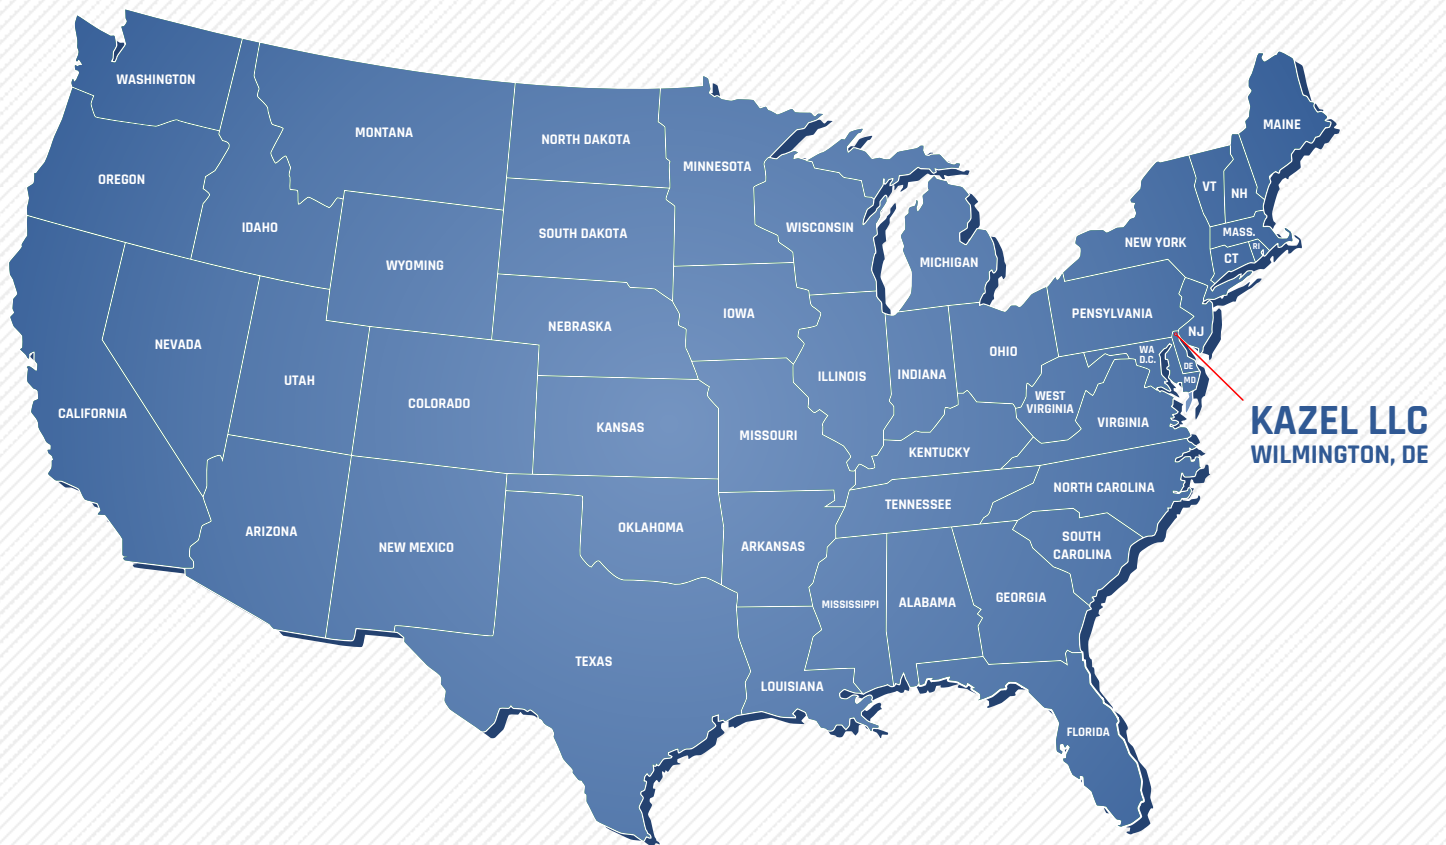 WASHINGTON
MONTANA
NORTH DAKOTA
MINNESOTA
MAINE
OREGON
IDAHO
WYOMING
SOUTH DAKOTA
WISCONSIN
MICHIGAN
VT
NH
NEW YORK
MASS.
CT
RI
NEVADA
UTAH
COLORADO
NEBRASKA
IOWA
ILLINOIS
INDIANA
OHIO
PENSYLVANIA
NJ
WA
D.C.
DE
MD
CALIFORNIA
KANSAS
MISSOURI
KENTUCKY
WEST
VIRGINIA
VIRGINIA
KAZEL LLC
WILMINGTON, DE
ARIZONA
NEW MEXICO
OKLAHOMA
ARKANSAS
TENNESSEE
NORTH CAROLINA
SOUTH
CAROLINA
TEXAS
LOUISIANA
MISSISSIPPI
ALABAMA
GEORGIA
FLORIDA